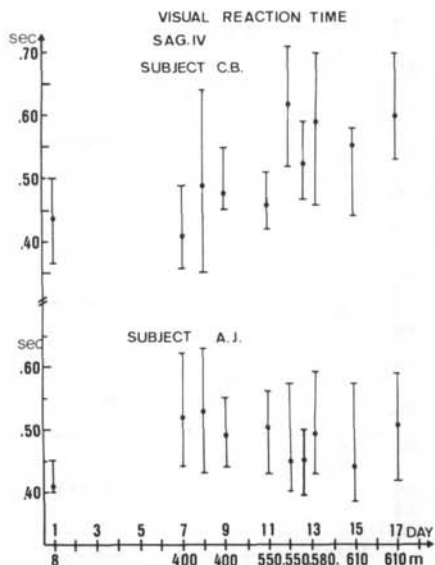 VISUAL REACTION TIME
sec
SAG.IV
.70
SUBJECT C.B.
.60
.50
.40
SUBJECT A.J.
sec
.60
.50
.40
1 3 5 7 9 11 13 15 17 DAY
8 400 400 550 550 580. 610 610 m